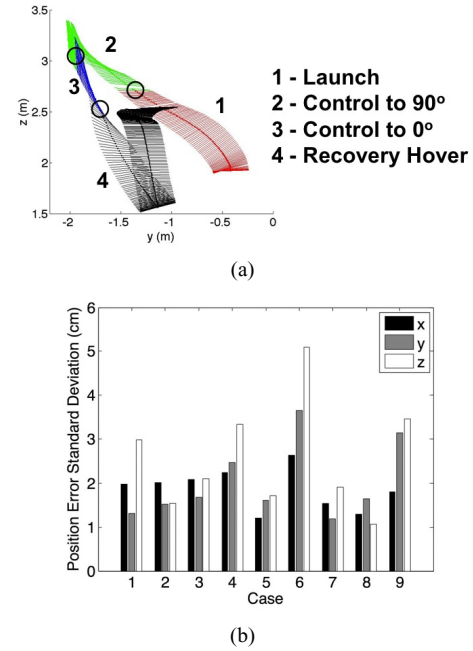 3.5
3
2.5
2
1.5
z (m)
-2
-1.5
-1
-0.5
0
y (m)
1
2
3
4
1 - Launch
2 - Control to 90°
3 - Control to 0°
4 - Recovery Hover
(a)
6
5
4
3
2
1
0
Position Error Standard Deviation (cm)
x
y
z
1 2 3 4 5 6 7 8 9
Case
(b)